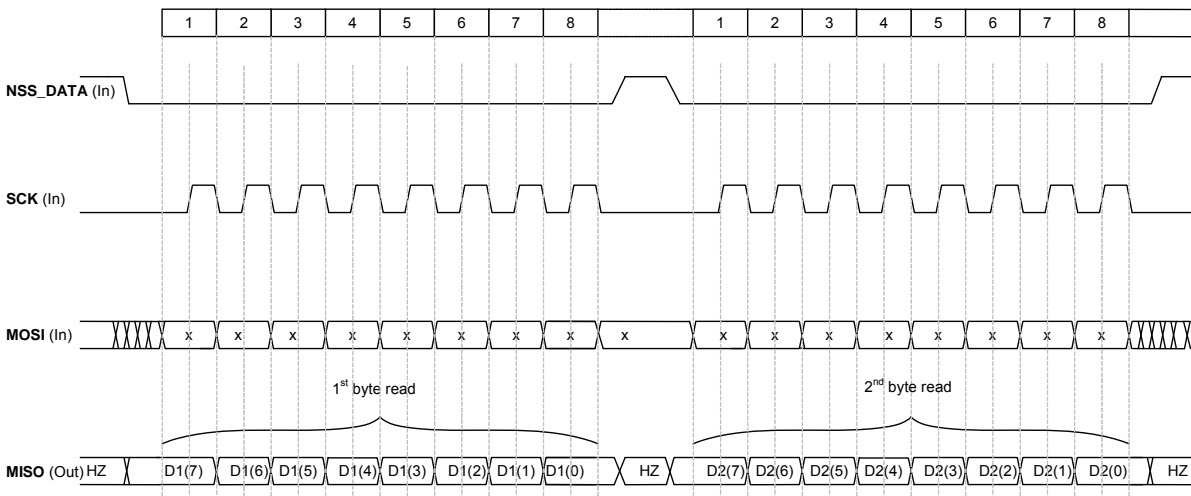 1 2 3 4 5 6 7 8 1 2 3 4 5 6 7 8
NSS_DATA (In)
SCK (In)
MOSI (In) x x x x x x x x x x x x x x x x x
1st byte read 2nd byte read
MISO (Out) HZ D1(7) D1(6) D1(5) D1(4) D1(3) D1(2) D1(1) D1(0) HZ D2(7) D2(6) D2(5) D2(4) D2(3) D2(2) D2(1) D2(0) HZ